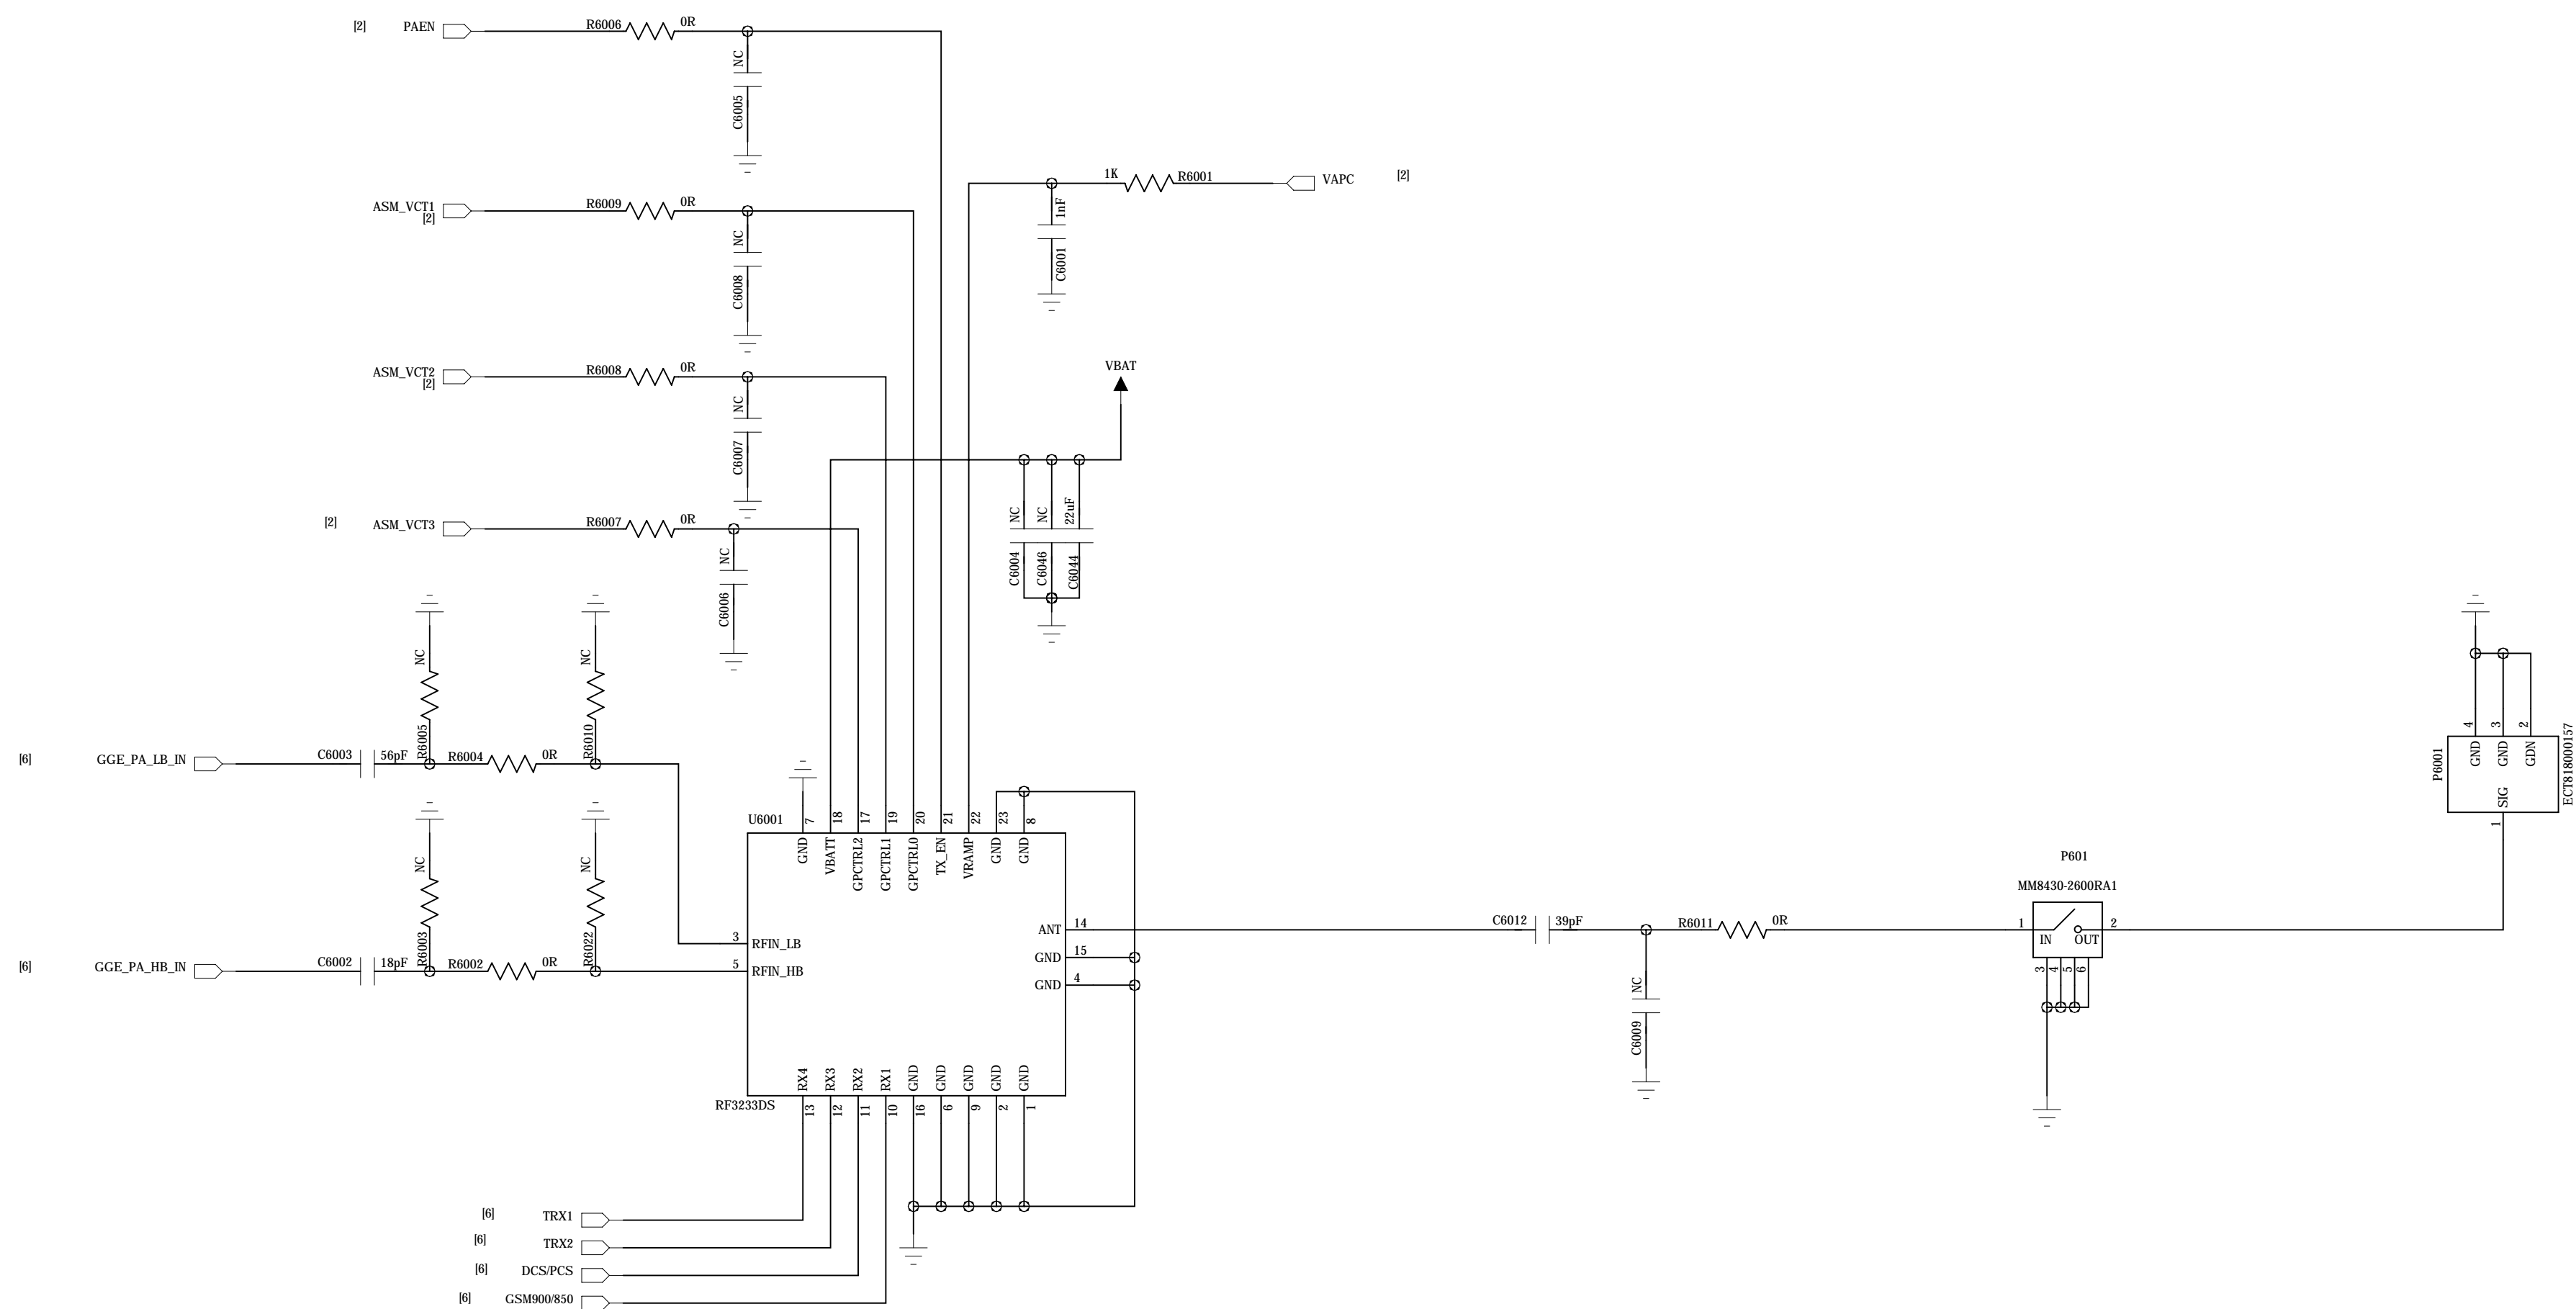 [2] PAEN R6006 0R
NC
C6005
1K R6001 VAPC [2]
1nF
C6001
ASM_VCT1 R6009 0R
[2]
NC
C6008
ASM_VCT2 R6008 0R
[2]
NC
C6007
VBAT
NC NC 22uF
C6004 C6046 C6044
[2] ASM_VCT3 R6007 0R
NC
C6006
NC NC
R6005 R6010
[6] GGE_PA_LB_IN C6003 56pF R6004 0R
NC NC
R6003 R6022
[6] GGE_PA_HB_IN C6002 18pF R6002 0R
U6001
7 18 17 19 20 21 22 23 8
GND VBATT GPCTRL2 GPCTRL1 GPCTRL0 TX_EN VRAMP GND GND
3 RFIN_LB
5 RFIN_HB
ANT 14
GND 15
GND 4
RX4 RX3 RX2 RX1 GND GND GND GND GND
RF3233DS
13 12 11 10 16 6 9 2 1
C6012 39pF R6011 0R
NC
C6009
P601
MM8430-2600RA1
1 IN OUT 2
3 4 5 6
4 3 2
GND GND GDN
SIG
1
P6001
ECT818000157
[6] TRX1
[6] TRX2
[6] DCS/PCS
[6] GSM900/850